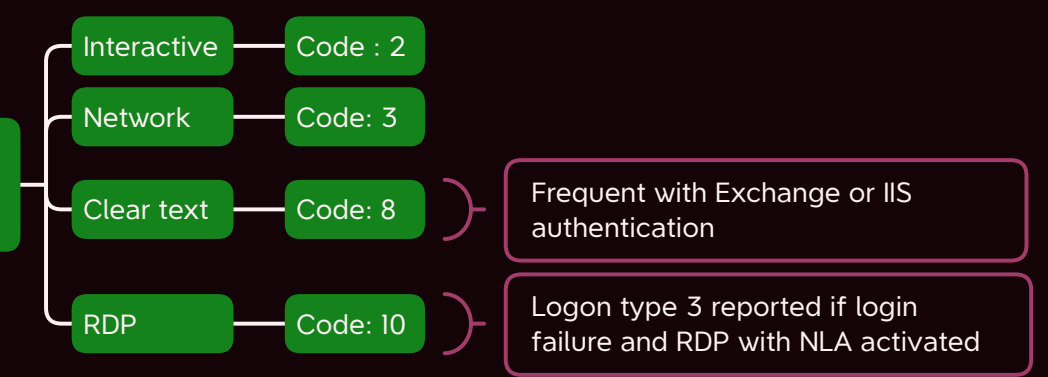 Interactive
Code : 2
Network
Code: 3
Clear text
Code: 8
Frequent with Exchange or IIS
authentication
RDP
Code: 10
Logon type 3 reported if login
failure and RDP with NLA activated